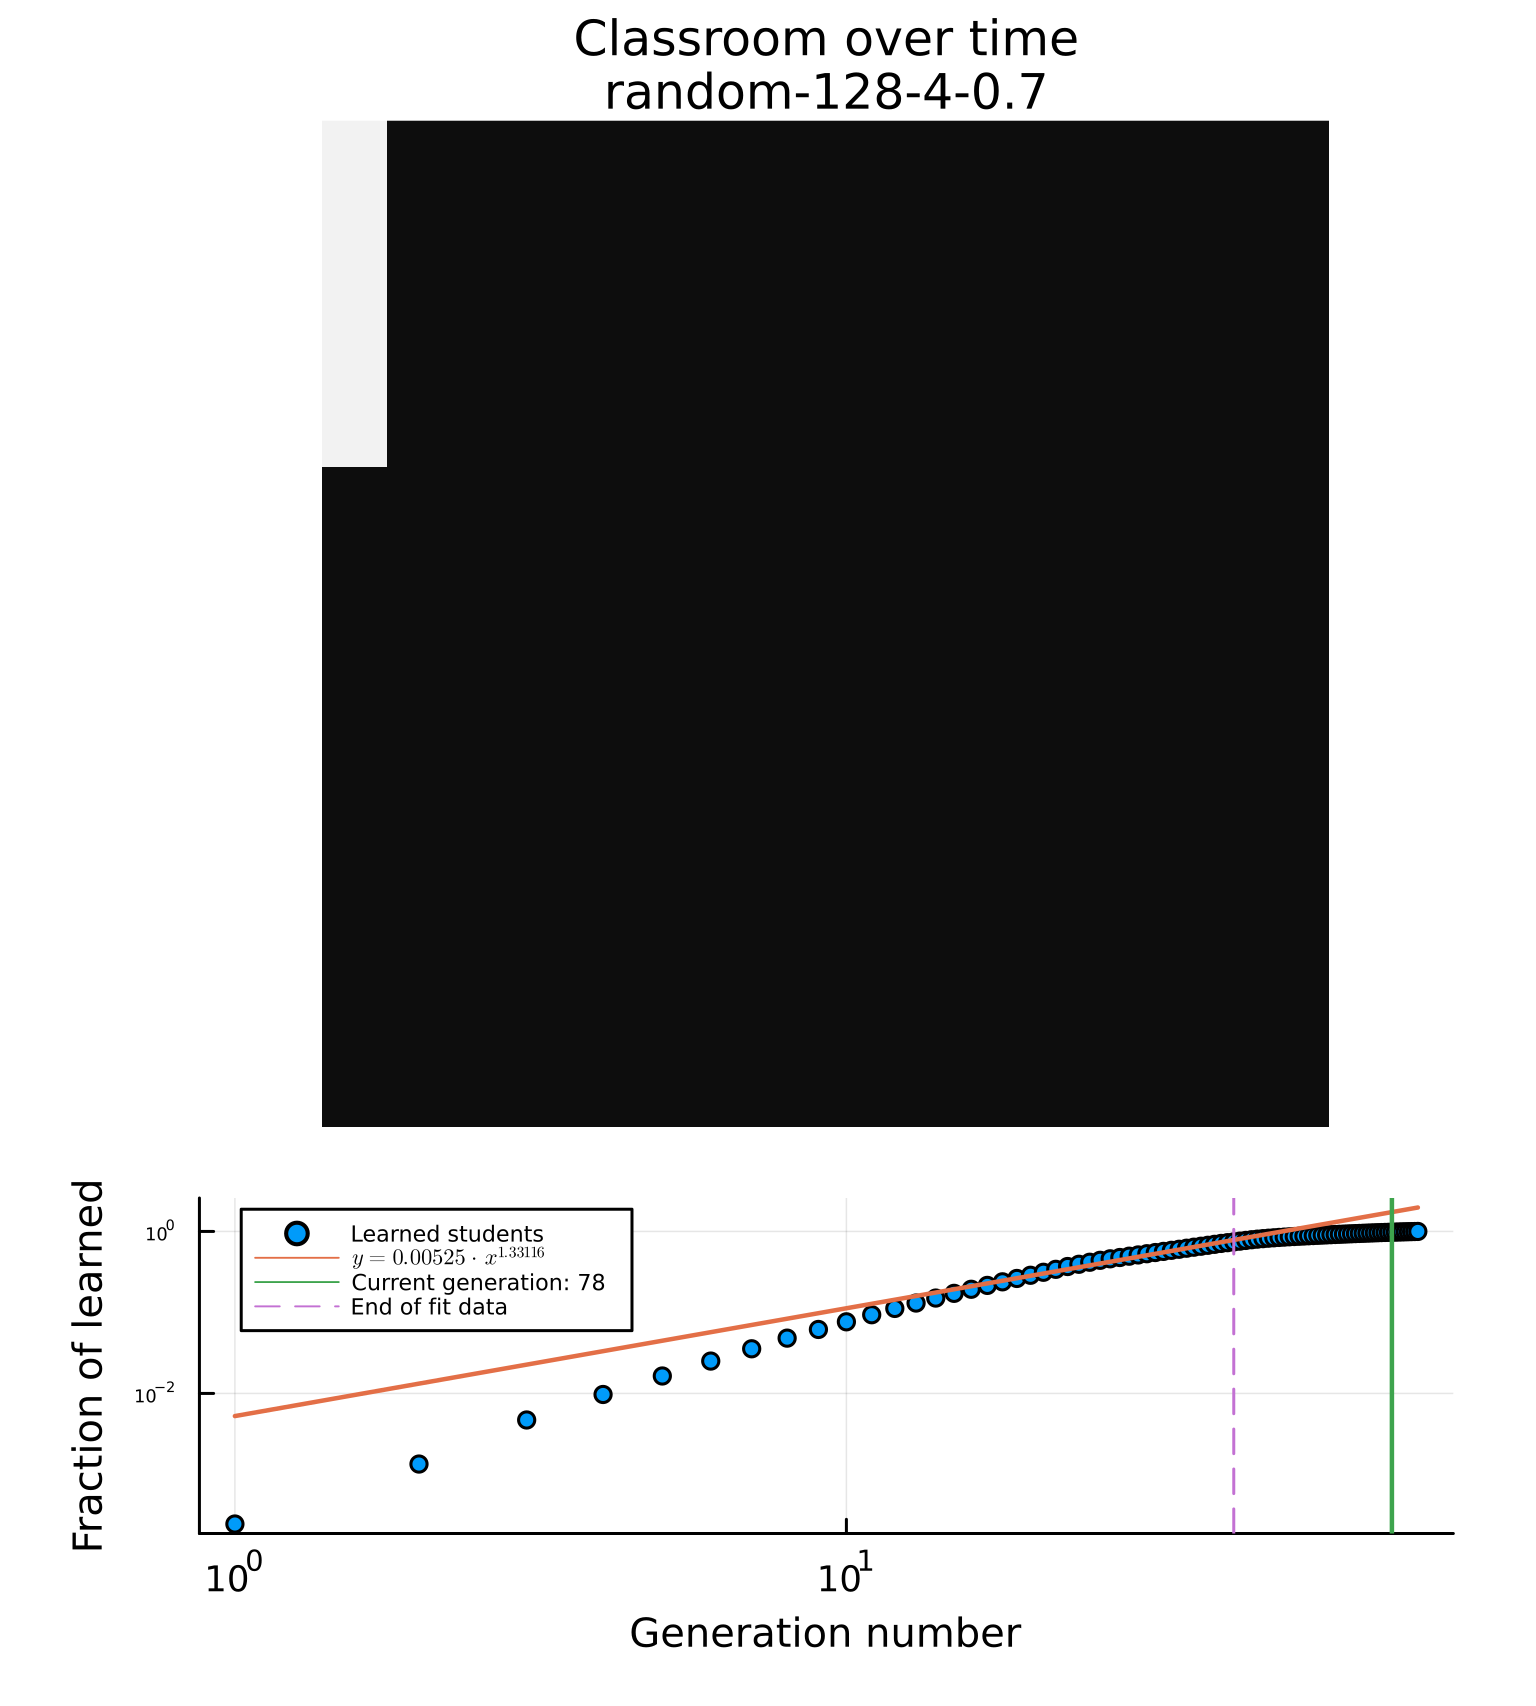 Classroom over time
random-128-4-0.7
Fraction of learned
10^0
10^-2
Learned students
y = 0.00525 · x^1.33116
Current generation: 78
End of fit data
10^0
10^1
Generation number